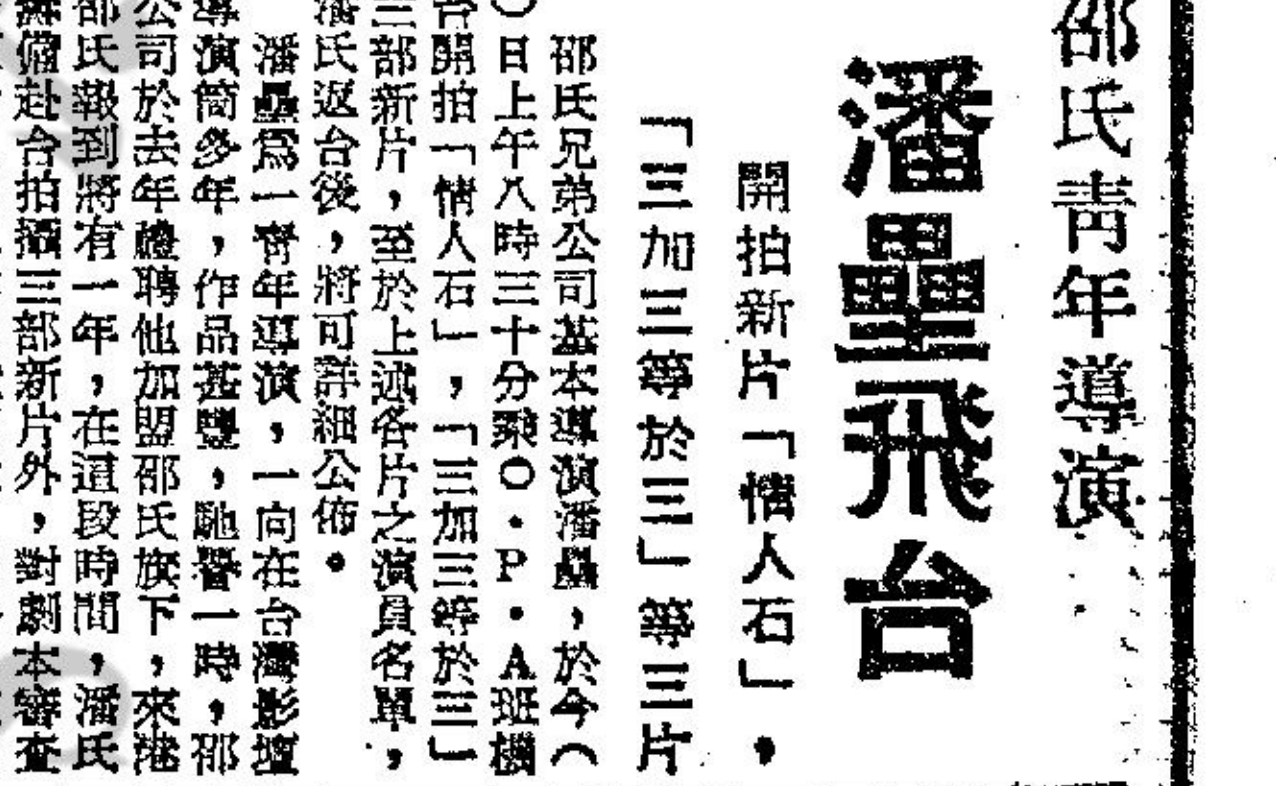 邵氏靑年導演
潘壘飛台
開拍新片「情人石」，
「三加三等於三」等三片
邵氏兄弟公司基本導演潘壘，於今（
〇日上午八時三十分乘〇・P・A班機
台開拍「情人石」，「三加三等於三」
三部新片，至於上述各片之演員名單，
潘氏返台後，將可詳細公佈。
潘壘爲一靑年導演，一向在台灣影壇
導演筒多年，作品甚豐，馳譽一時，邵
公司於去年禮聘他加盟邵氏旗下，來港
邵氏報到將有一年，在這段時間，潘氏
籌備赴台拍攝三部新片外，對劇本審查